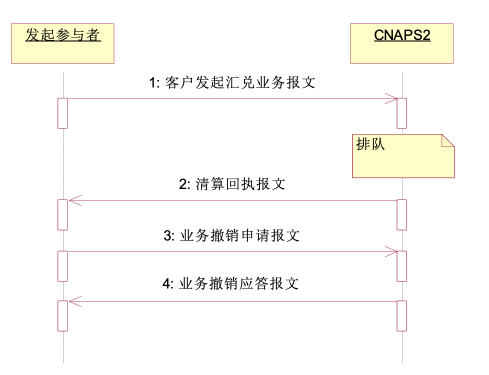 发起参与者
CNAPS2
1: 客户发起汇兑业务报文
排队
2: 清算回执报文
3: 业务撤销申请报文
4: 业务撤销应答报文